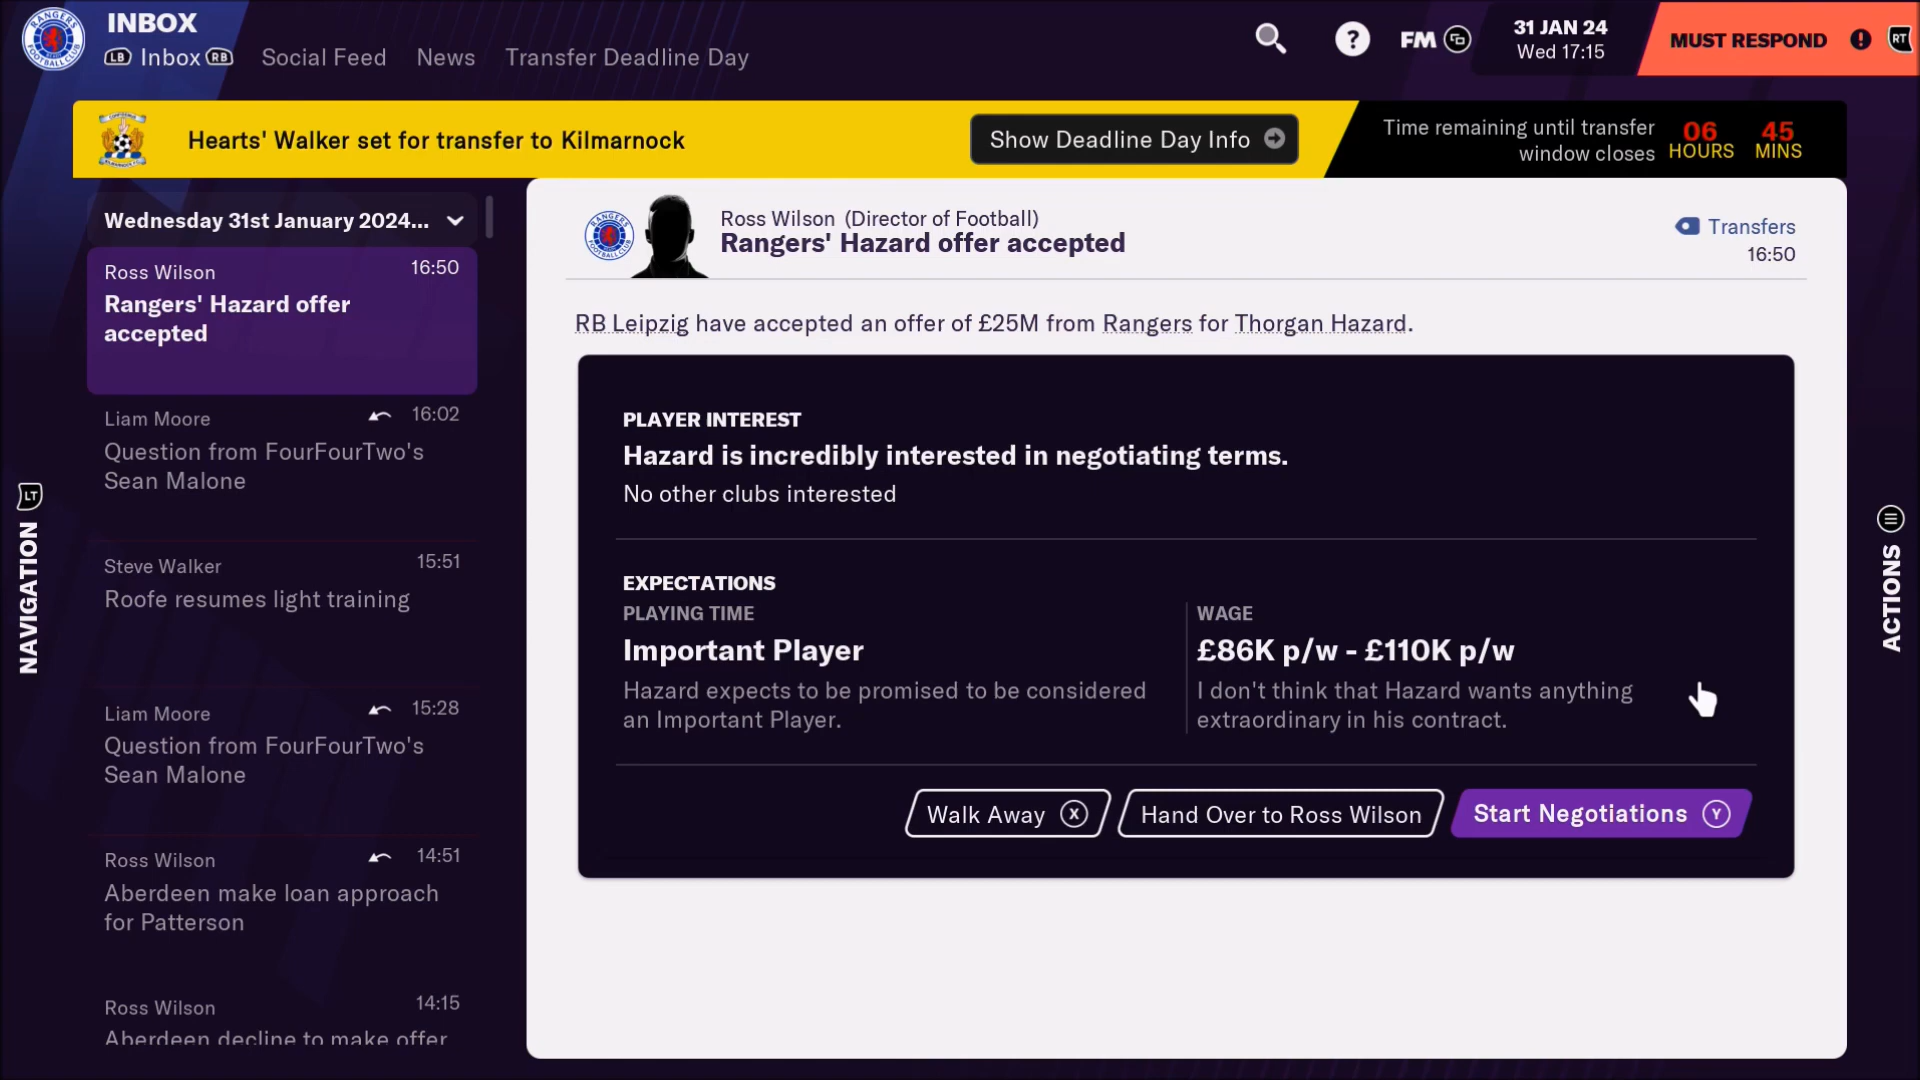 INBOX
LB Inbox RB Social Feed News Transfer Deadline Day
? FM
31 JAN 24
Wed 17:15
MUST RESPOND ! RT
Hearts' Walker set for transfer to Kilmarnock
Show Deadline Day Info
Time remaining until transfer
window closes
06 HOURS
45 MINS
Wednesday 31st January 2024...
Ross Wilson 16:50
Rangers' Hazard offer
accepted
Liam Moore 16:02
Question from FourFourTwo's
Sean Malone
Steve Walker 15:51
Roofe resumes light training
Liam Moore 15:28
Question from FourFourTwo's
Sean Malone
Ross Wilson 14:51
Aberdeen make loan approach
for Patterson
Ross Wilson 14:15
Aberdeen decline to make offer
LT
NAVIGATION
Ross Wilson (Director of Football)
Rangers' Hazard offer accepted
Transfers
16:50
RB Leipzig have accepted an offer of £25M from Rangers for Thorgan Hazard.
PLAYER INTEREST
Hazard is incredibly interested in negotiating terms.
No other clubs interested
EXPECTATIONS
PLAYING TIME
Important Player
Hazard expects to be promised to be considered
an Important Player.
WAGE
£86K p/w - £110K p/w
I don't think that Hazard wants anything
extraordinary in his contract.
Walk Away X
Hand Over to Ross Wilson
Start Negotiations Y
ACTIONS